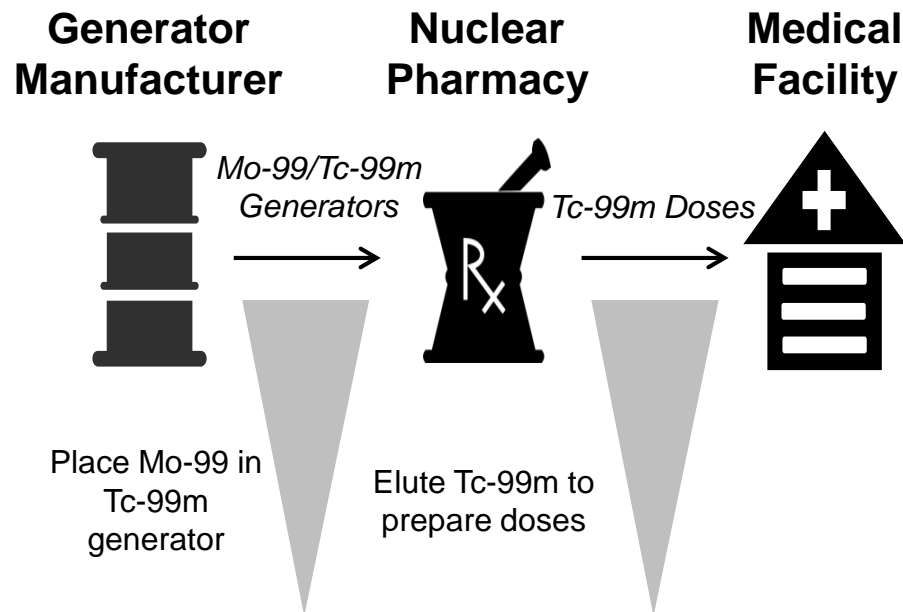 Generator
Manufacturer
Nuclear
Pharmacy
Medical
Facility
Mo-99/Tc-99m
Generators
Tc-99m Doses
Rx
Place Mo-99 in
Tc-99m
generator
Elute Tc-99m to
prepare doses